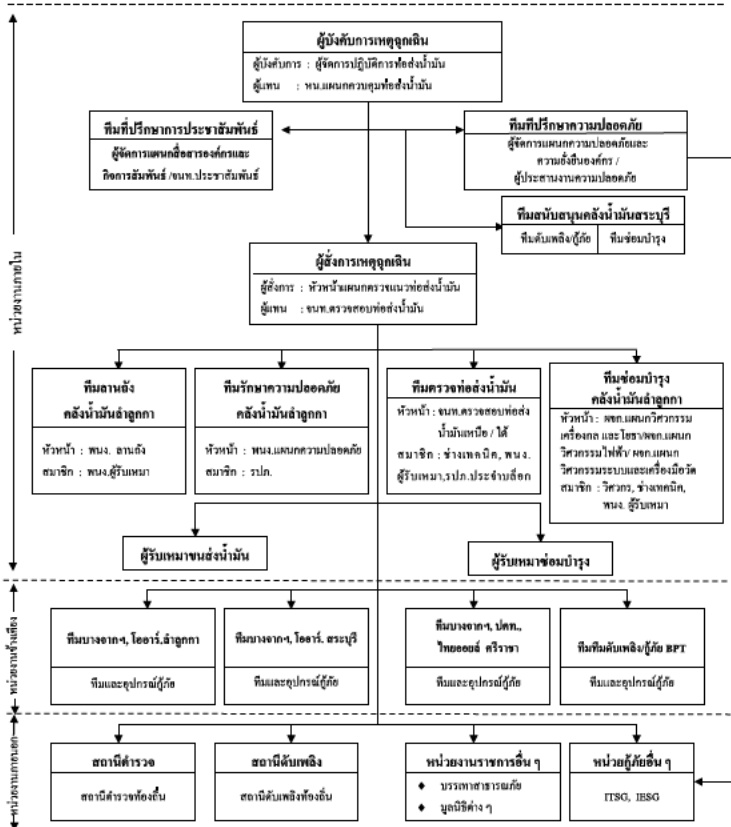 ผู้บังคับการเหตุฉุกเฉิน
ผู้บังคับการ : ผู้จัดการปฏิบัติการท่อส่งน้ำมัน
ผู้แทน : หน.แผนกควบคุมท่อส่งน้ำมัน
ทีมที่ปรึกษาการประชาสัมพันธ์
ผู้จัดการแผนกสื่อสารองค์กรและ
กิจการสัมพันธ์ /จนท.ประชาสัมพันธ์
ทีมที่ปรึกษาความปลอดภัย
ผู้จัดการแผนกความปลอดภัยและ
ความยั่งยืนองค์กร /
ผู้ประสานงานความปลอดภัย
ทีมสนับสนุนคลังน้ำมันสระบุรี
ทีมดับเพลิง/กู้ภัย
ทีมซ่อมบำรุง
ผู้สั่งการเหตุฉุกเฉิน
ผู้สั่งการ : หัวหน้าแผนกตรวจแนวท่อส่งน้ำมัน
ผู้แทน : จนท.ตรวจสอบท่อส่งน้ำมัน
หน่วยงานภายใน
ทีมลานถัง
คลังน้ำมันลำลูกกา
หัวหน้า : พนง. ลานถัง
สมาชิก : พนง.ผู้รับเหมา
ทีมรักษาความปลอดภัย
คลังน้ำมันลำลูกกา
หัวหน้า : พนง.แผนกความปลอดภัย
สมาชิก : รปภ.
ทีมตรวจท่อส่งน้ำมัน
หัวหน้า : จนท.ตรวจสอบท่อส่ง
น้ำมันเหนือ / ใต้
สมาชิก : ช่างเทคนิค, พนง.
ผู้รับเหมา,รปภ.ประจำบล็อก
ทีมซ่อมบำรุง
คลังน้ำมันลำลูกกา
หัวหน้า : ผจก.แผนกวิศวกรรม
เครื่องกล และโยธา/ผจก.แผนก
วิศวกรรมไฟฟ้า/ ผจก.แผนก
วิศวกรรมระบบและเครื่องมือวัด
สมาชิก : วิศวกร, ช่างเทคนิค,
พนง. ผู้รับเหมา
ผู้รับเหมาขนส่งน้ำมัน
ผู้รับเหมาซ่อมบำรุง
หน่วยงานข้างเคียง
ทีมบางจากฯ, โออาร์,ลำลูกกา
ทีมและอุปกรณ์กู้ภัย
ทีมบางจากฯ, โออาร์. สระบุรี
ทีมและอุปกรณ์กู้ภัย
ทีมบางจากฯ, ปตท.,
ไทยออยล์ ศรีราชา
ทีมและอุปกรณ์กู้ภัย
ทีมทีมดับเพลิง/กู้ภัย BPT
ทีมและอุปกรณ์กู้ภัย
หน่วยงานภายนอก
สถานีตำรวจ
สถานีตำรวจท้องถิ่น
สถานีดับเพลิง
สถานีดับเพลิงท้องถิ่น
หน่วยงานราชการอื่น ๆ
♦ บรรเทาสาธารณภัย
♦ มูลนิธิต่าง ๆ
หน่วยกู้ภัยอื่น ๆ
ITSG, IESG